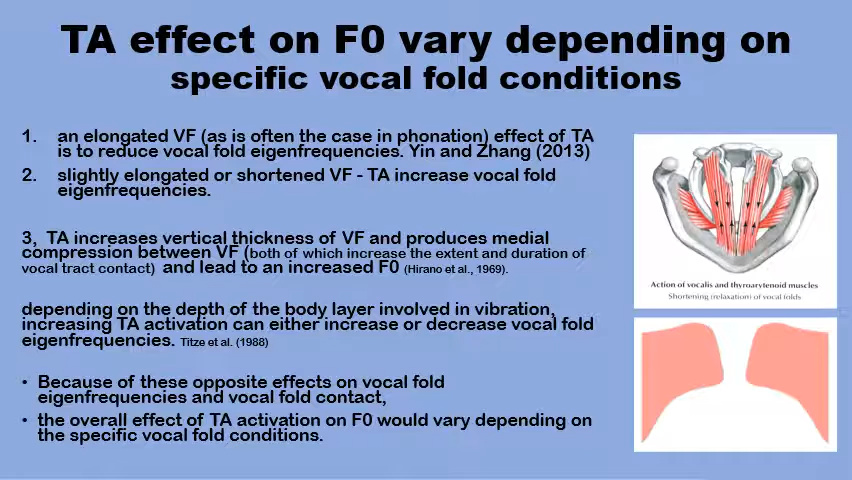 TA effect on F0 vary depending on
specific vocal fold conditions
1. an elongated VF (as is often the case in phonation) effect of TA
is to reduce vocal fold eigenfrequencies. Yin and Zhang (2013)
2. slightly elongated or shortened VF - TA increase vocal fold
eigenfrequencies.
3, TA increases vertical thickness of VF and produces medial
compression between VF (both of which increase the extent and duration of
vocal tract contact) and lead to an increased F0 (Hirano et al., 1969).
depending on the depth of the body layer involved in vibration,
increasing TA activation can either increase or decrease vocal fold
eigenfrequencies. Titze et al. (1988)
• Because of these opposite effects on vocal fold
eigenfrequencies and vocal fold contact,
• the overall effect of TA activation on F0 would vary depending on
the specific vocal fold conditions.
Action of vocalis and thyroarytenoid muscles
Shortening (relaxation) of vocal folds